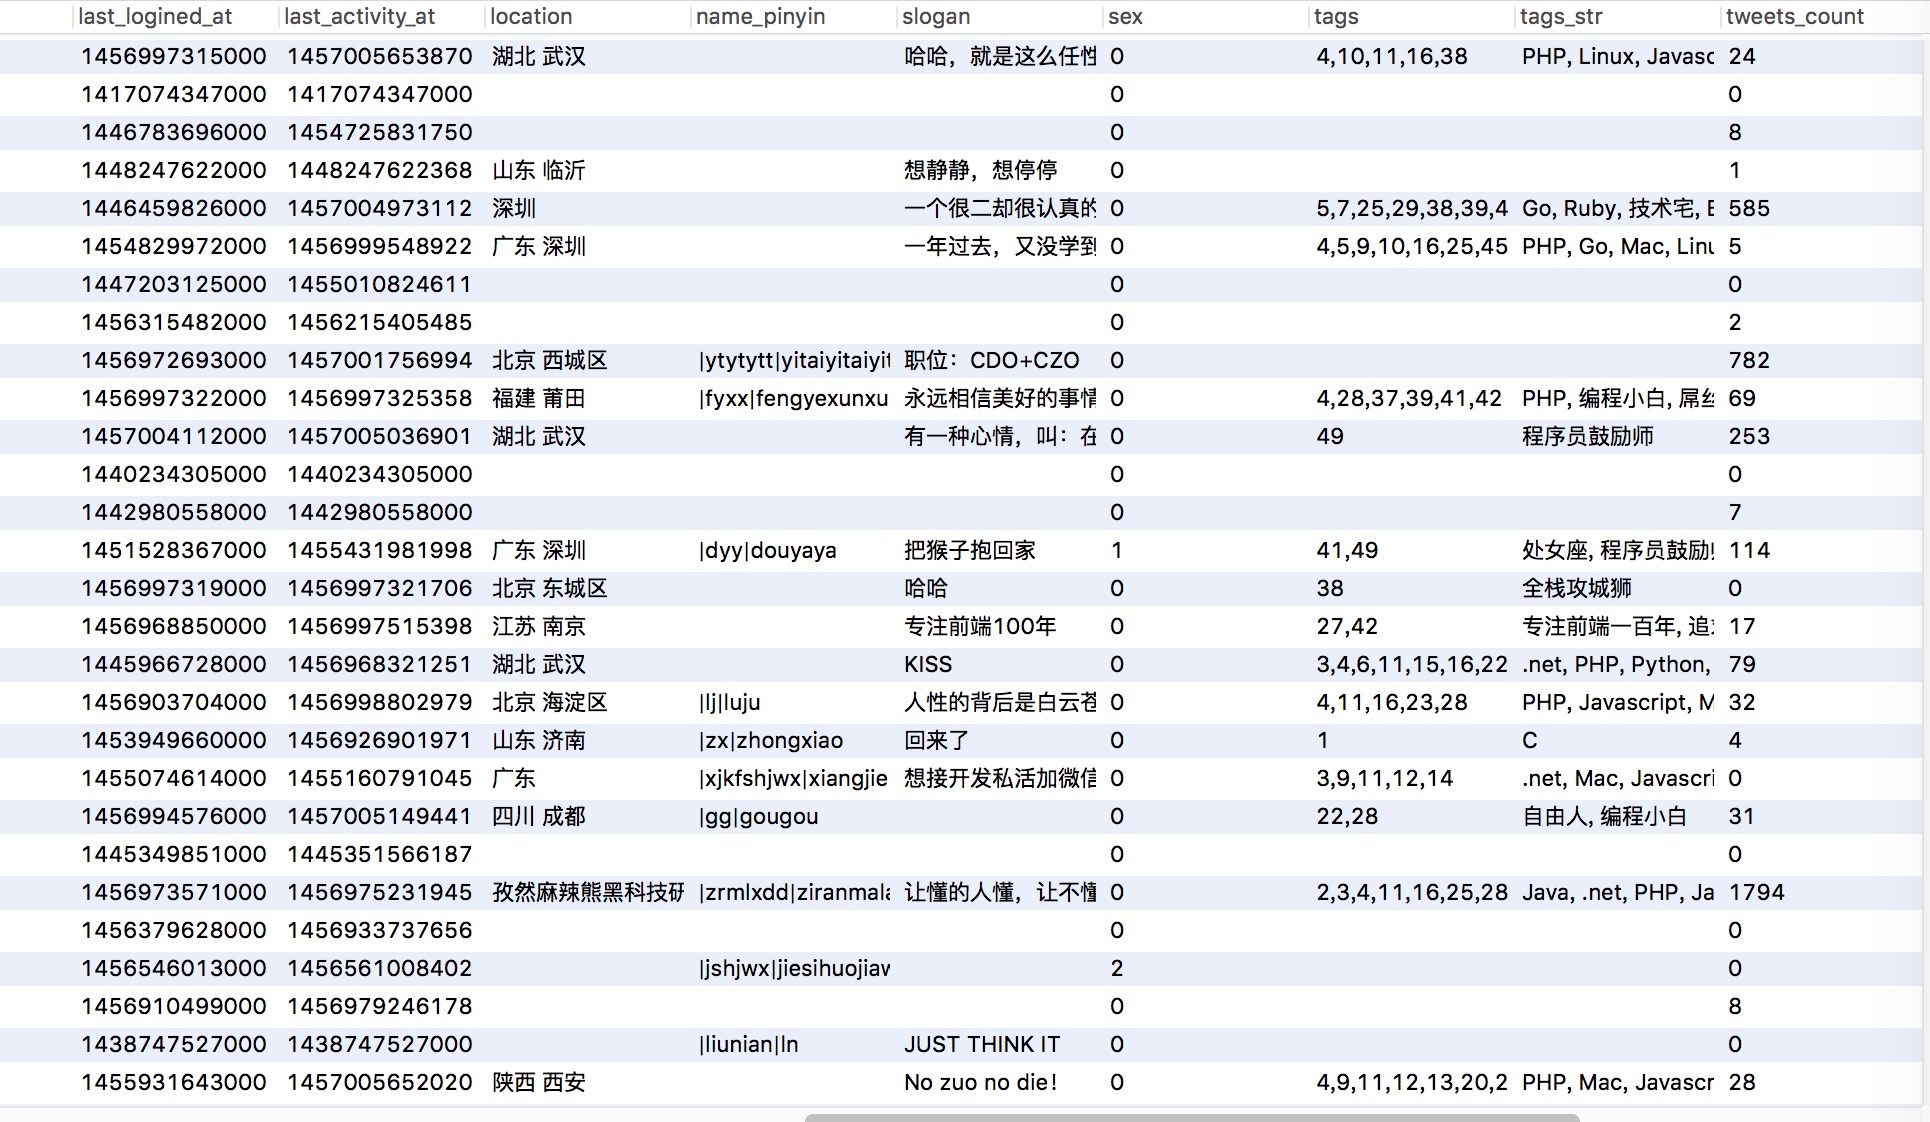 last_logined_at last_activity_at location name_pinyin slogan sex tags tags_str tweets_count
1456997315000 1457005653870 湖北 武汉 哈哈，就是这么任性 0 4,10,11,16,38 PHP, Linux, Javasc 24
1417074347000 1417074347000 0 0
1446783696000 1454725831750 0 8
1448247622000 1448247622368 山东 临沂 想静静，想停停 0 1
1446459826000 1457004973112 深圳 一个很二却很认真的 0 5,7,25,29,38,39,4 Go, Ruby, 技术宅, 585
1454829972000 1456999548922 广东 深圳 一年过去，又没学到 0 4,5,9,10,16,25,45 PHP, Go, Mac, Linu 5
1447203125000 1455010824611 0 0
1456315482000 1456215405485 0 2
1456972693000 1457001756994 北京 西城区 |ytytytt|yitaiyitaiyit 职位：CDO+CZO 0 782
1456997322000 1456997325358 福建 莆田 |fyxx|fengyexunxu 永远相信美好的事情 0 4,28,37,39,41,42 PHP, 编程小白, 屌丝 69
1457004112000 1457005036901 湖北 武汉 有一种心情，叫：在 0 49 程序员鼓励师 253
1440234305000 1440234305000 0 0
1442980558000 1442980558000 0 7
1451528367000 1455431981998 广东 深圳 |dyy|douyaya 把猴子抱回家 1 41,49 处女座, 程序员鼓励 114
1456997319000 1456997321706 北京 东城区 哈哈 0 38 全栈攻城狮 0
1456968850000 1456997515398 江苏 南京 专注前端100年 0 27,42 专注前端一百年, 追 17
1445966728000 1456968321251 湖北 武汉 KISS 0 3,4,6,11,15,16,22 .net, PHP, Python, 79
1456903704000 1456998802979 北京 海淀区 |lj|luju 人性的背后是白云苍 0 4,11,16,23,28 PHP, Javascript, M 32
1453949660000 1456926901971 山东 济南 |zx|zhongxiao 回来了 0 1 C 4
1455074614000 1455160791045 广东 |xjkfshjwx|xiangjie 想接开发私活加微信 0 3,9,11,12,14 .net, Mac, Javascri 0
1456994576000 1457005149441 四川 成都 |gg|gougou 0 22,28 自由人, 编程小白 31
1445349851000 1445351566187 0 0
1456973571000 1456975231945 孜然麻辣熊黑科技研 |zrmlxdd|ziranmala 让懂的人懂，让不懂 0 2,3,4,11,16,25,28 Java, .net, PHP, Ja 1794
1456379628000 1456933737656 0 0
1456546013000 1456561008402 |jshjwx|jiesihuojiaw 2 0
1456910499000 1456979246178 0 8
1438747527000 1438747527000 |liunian|ln JUST THINK IT 0 0
1455931643000 1457005652020 陕西 西安 No zuo no die! 0 4,9,11,12,13,20,2 PHP, Mac, Javascr 28